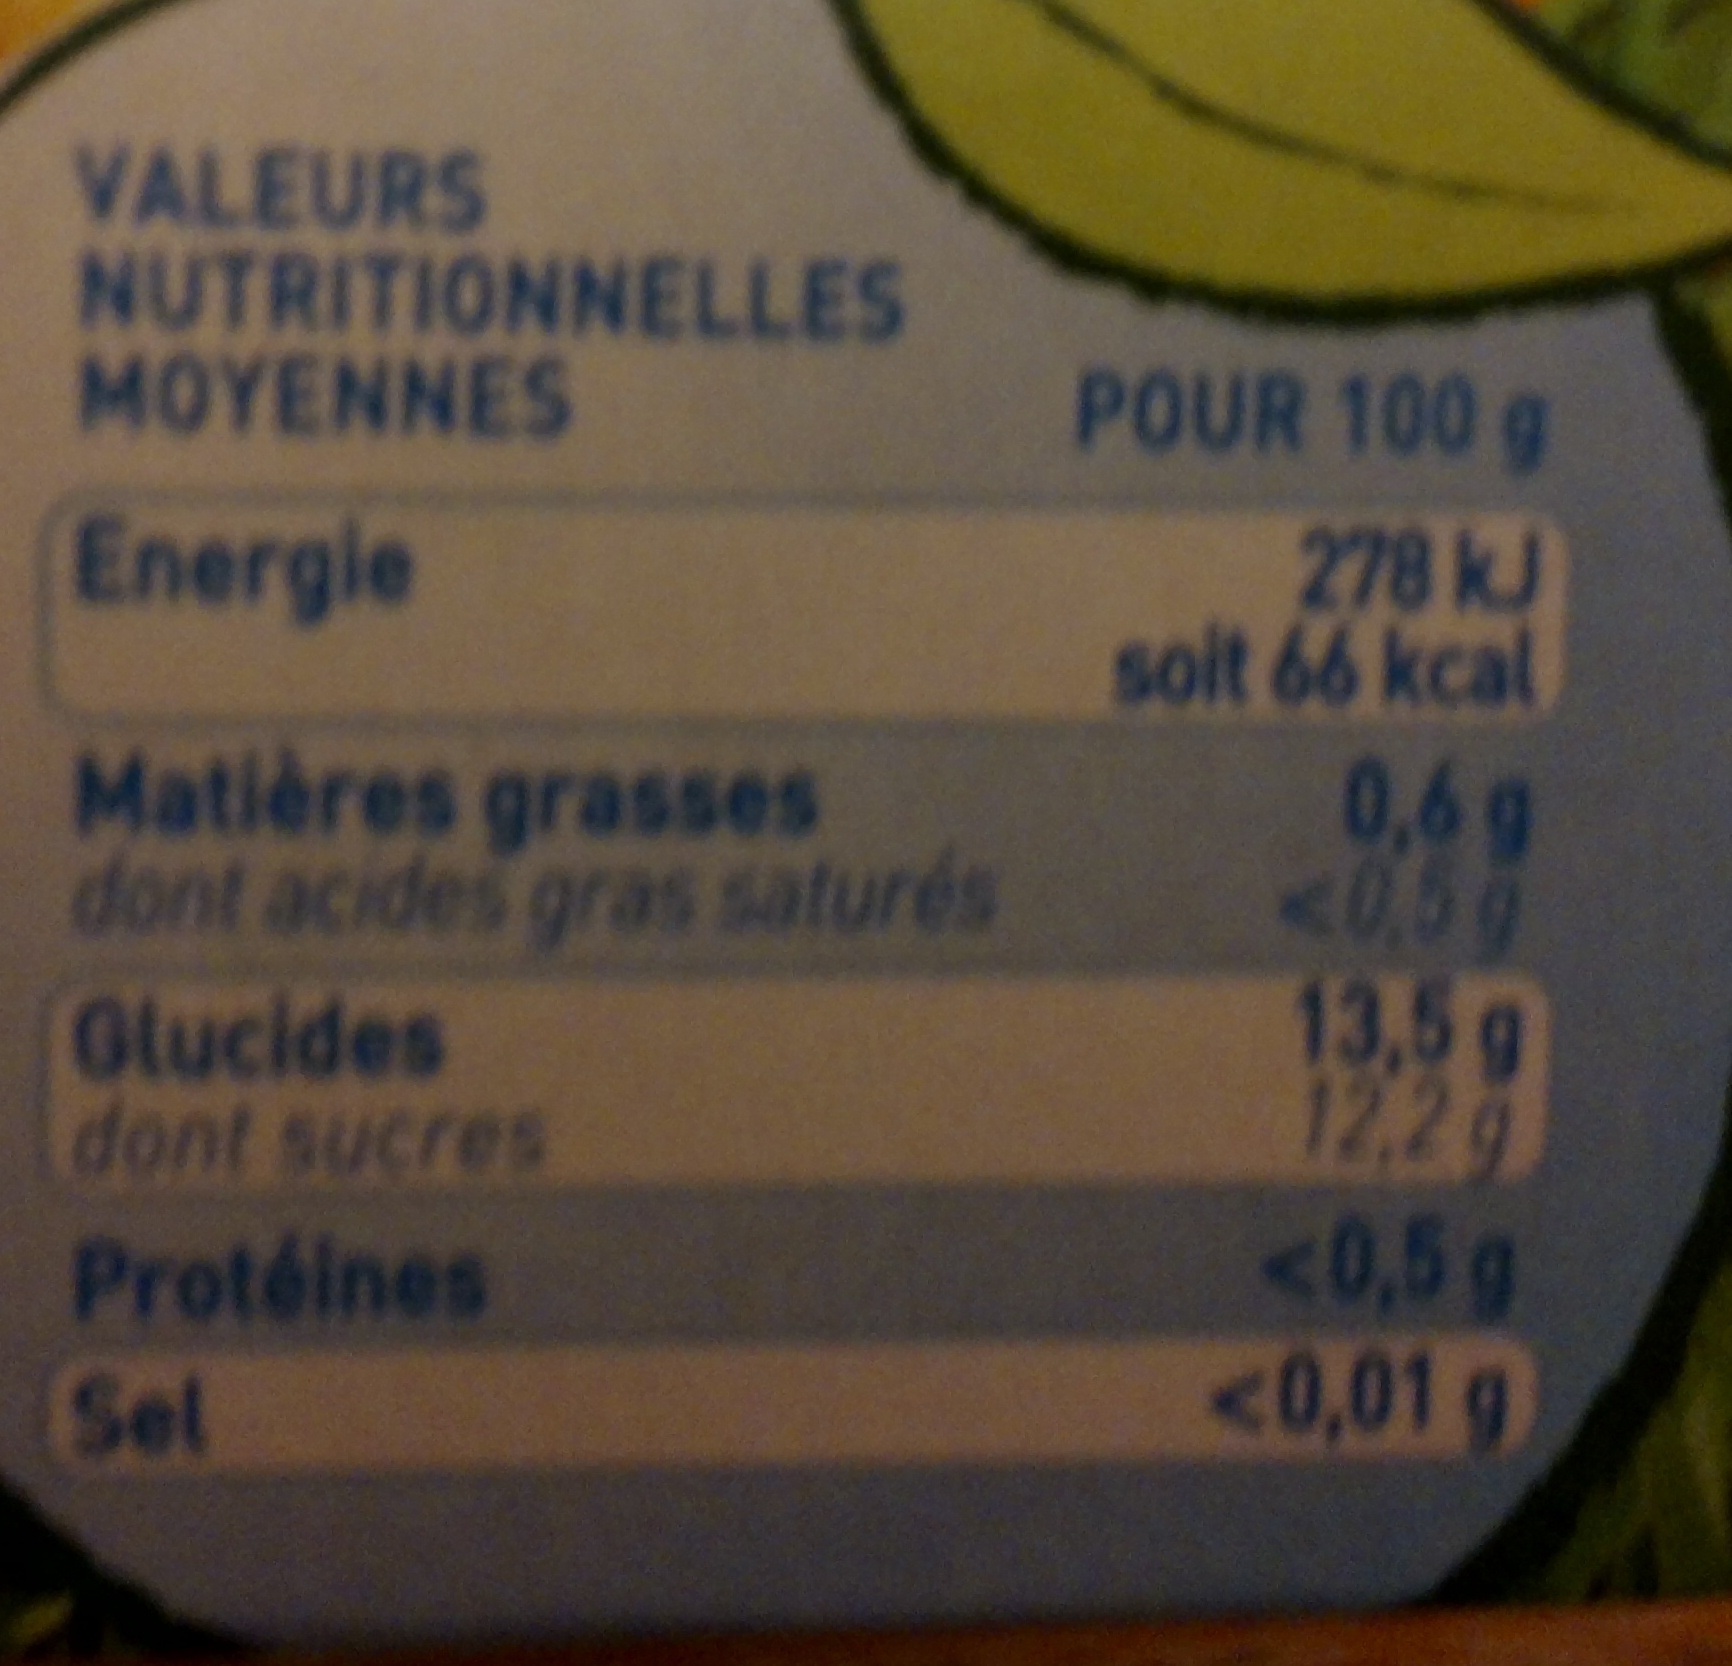 VALEURS
NUTRITIONNELLES
MOYENNES POUR 100 g
Energie 278 kJ
soit 66 kcal
Matières grasses 0,6 g
dont acides gras saturés <0,5 g
Glucides 13,5 g
dont sucres 12,2 g
Protéines <0,5 g
Sel <0,01 g